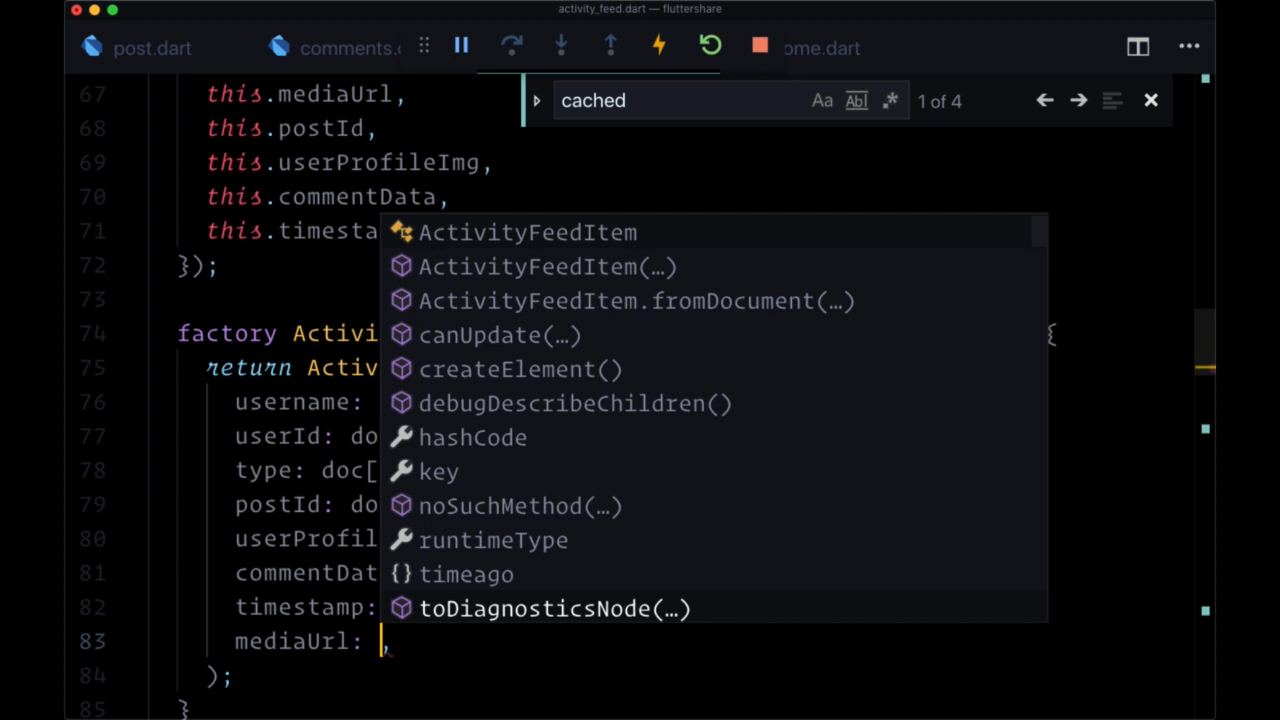 activity_feed.dart — fluttershare
post.dart
comments.
ome.dart
cached
Aa
Abl
.*
1 of 4
67 this.mediaUrl,
68 this.postId,
69 this.userProfileImg,
70 this.commentData,
71 this.timesta
72 });
73
74 factory Activi {
75 return Activ
76 username:
77 userId: do
78 type: doc[
79 postId: do
80 userProfil
81 commentDat
82 timestamp:
83 mediaUrl: ,
84 );
85 }
ActivityFeedItem
ActivityFeedItem(…)
ActivityFeedItem.fromDocument(…)
canUpdate(…)
createElement()
debugDescribeChildren()
hashCode
key
noSuchMethod(…)
runtimeType
{} timeago
toDiagnosticsNode(…)